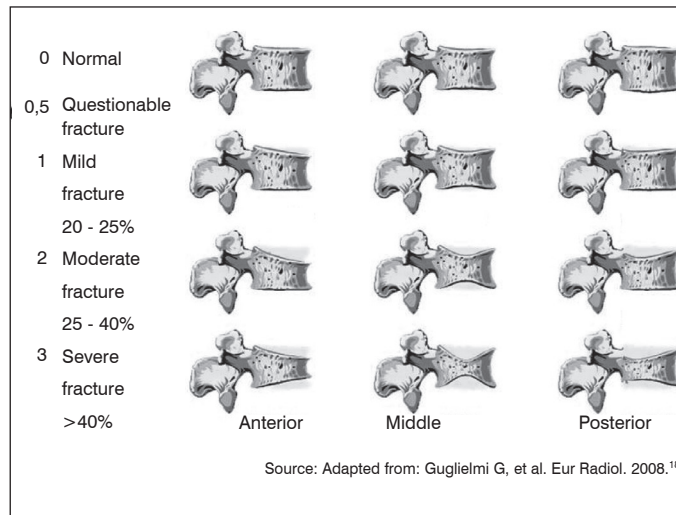 0 Normal
0,5 Questionable
fracture
1 Mild
fracture
20 - 25%
2 Moderate
fracture
25 - 40%
3 Severe
fracture
>40%
Anterior Middle Posterior
Source: Adapted from: Guglielmi G, et al. Eur Radiol. 2008.